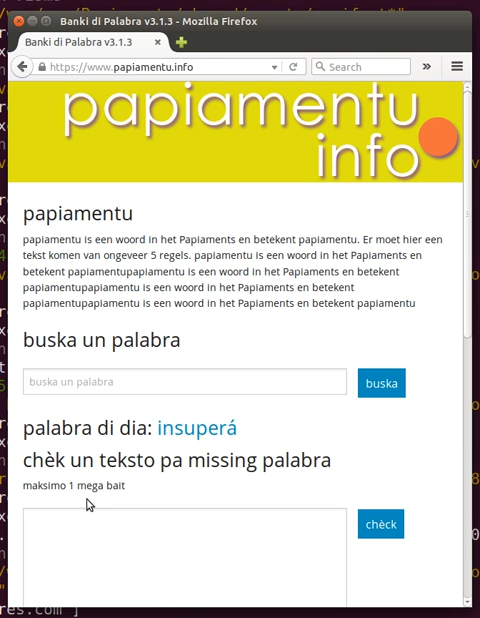 Banki di Palabra v3.1.3 - Mozilla Firefox
Banki di Palabra v3.1.3
https://www.papiamentu.info
Search
papiamentu
info
papiamentu
papiamentu is een woord in het Papiaments en betekent papiamentu. Er moet hier een
tekst komen van ongeveer 5 regels. papiamentu is een woord in het Papiaments en
betekent papiamentupapiamentu is een woord in het Papiaments en betekent
papiamentupapiamentu is een woord in het Papiaments en betekent
papiamentupapiamentu is een woord in het Papiaments en betekent papiamentu
buska un palabra
buska un palabra
buska
palabra di dia: insuperá
chèk un teksto pa missing palabra
maksimo 1 mega bait
chèck
res.com ]